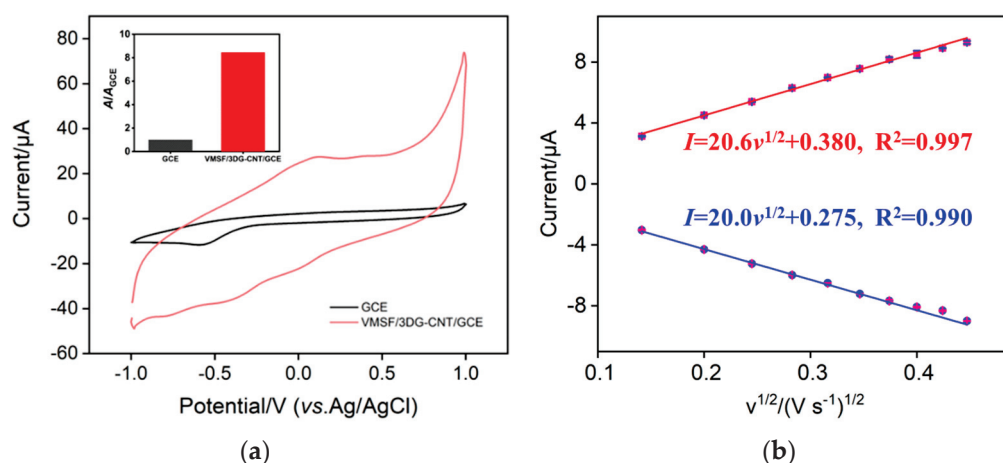 80
60
40
20
0
-20
-40
-60
Current/μA
10
8
6
4
2
0
A/AGCE
GCE
VMSF/3DG-CNT/GCE
GCE
VMSF/3DG-CNT/GCE
-1.0
-0.5
0.0
0.5
1.0
Potential/V (vs.Ag/AgCl)
(a)
8
4
0
-4
-8
Current/μA
I=20.6v^1/2+0.380, R²=0.997
I=20.0v^1/2+0.275, R²=0.990
0.1
0.2
0.3
0.4
v^1/2/(V s⁻¹)^1/2
(b)